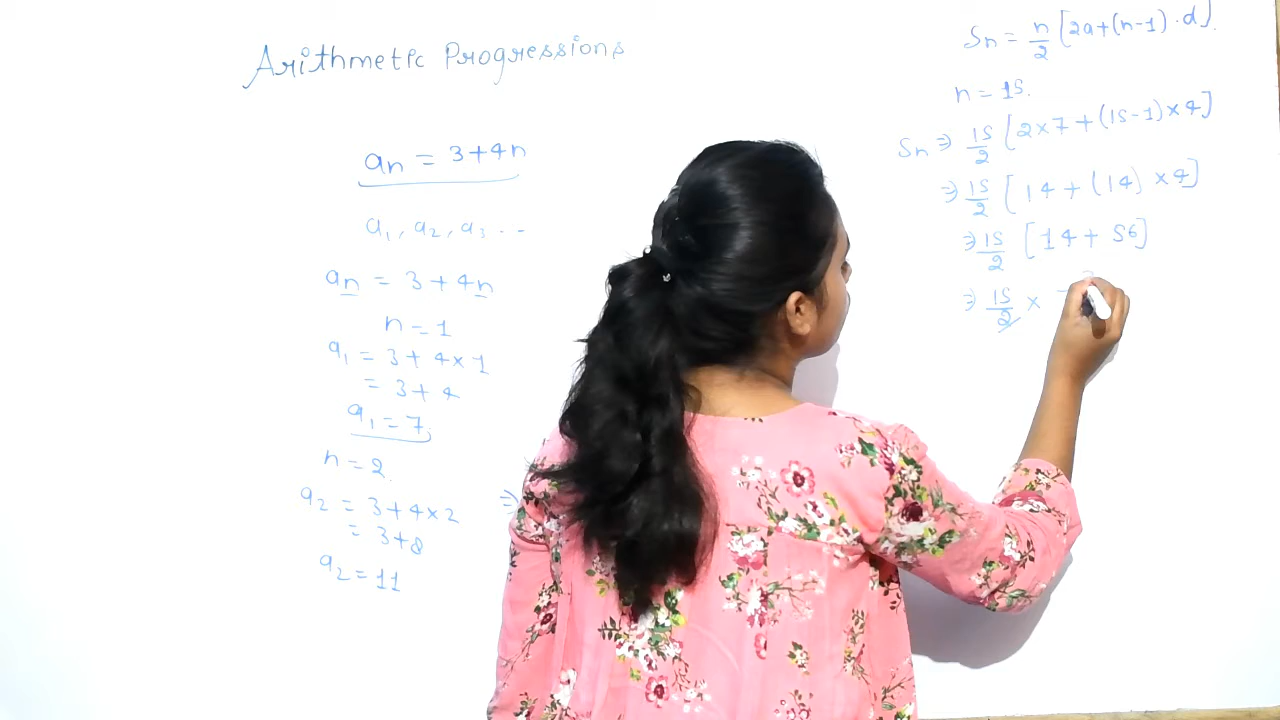 Arithmetic Progressions
an = 3+4n
a1, a2, a3 ...
an = 3 + 4n
n = 1
a1 = 3 + 4 × 1
= 3 + 4
a1 = 7
n = 2
a2 = 3 + 4 × 2
= 3 + 8
a2 = 11
⇒
Sn = n/2 [2a + (n-1) · d].
n = 15.
Sn ⇒ 15/2 [2 × 7 + (15 - 1) × 4]
⇒ 15/2 [14 + (14) × 4]
⇒ 15/2 [14 + 56]
⇒ 15/2 ×